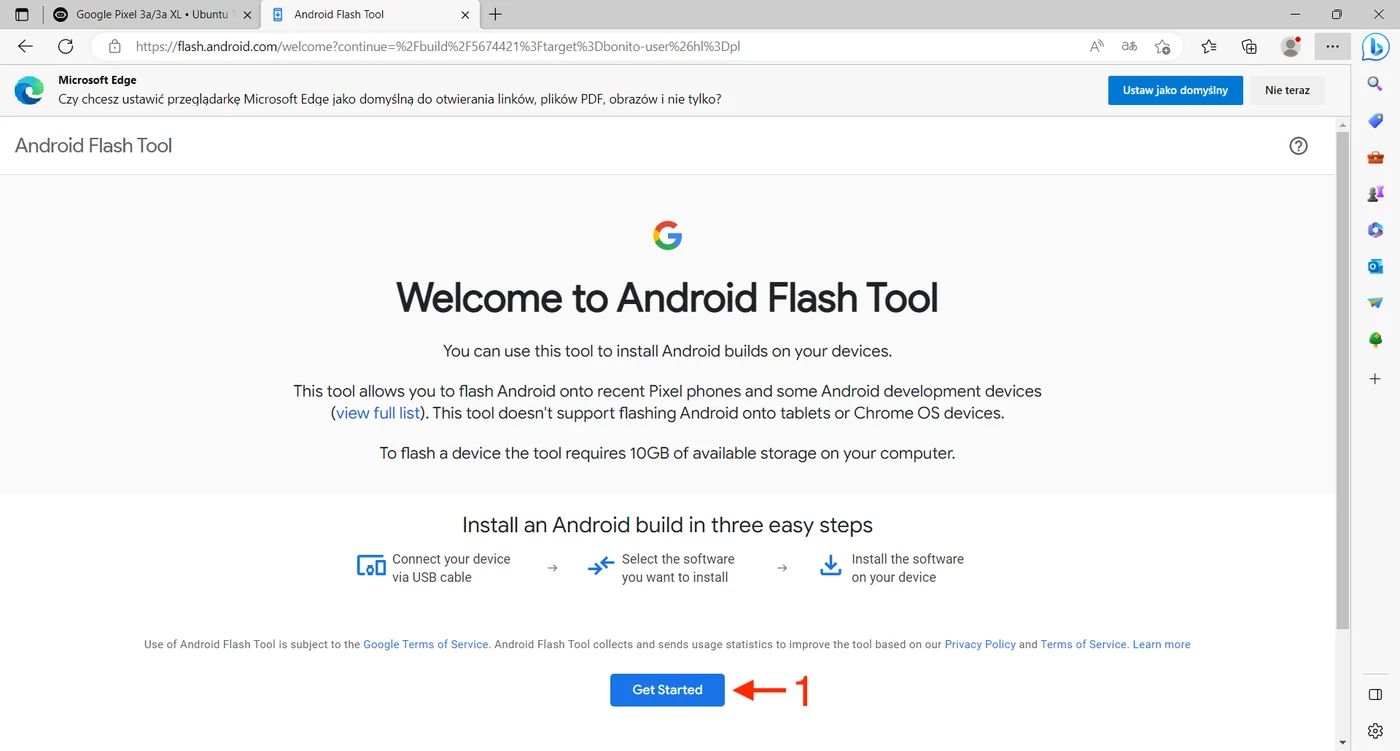 Google Pixel 3a/3a XL • Ubuntu
Android Flash Tool
https://flash.android.com/welcome?continue=%2Fbuild%2F5674421%3Ftarget%3Dbonito-user%26hl%3Dpl
Microsoft Edge
Czy chcesz ustawić przeglądarkę Microsoft Edge jako domyślną do otwierania linków, plików PDF, obrazów i nie tylko?
Ustaw jako domyślny
Nie teraz
Android Flash Tool
Welcome to Android Flash Tool
You can use this tool to install Android builds on your devices.
This tool allows you to flash Android onto recent Pixel phones and some Android development devices
(view full list). This tool doesn't support flashing Android onto tablets or Chrome OS devices.
To flash a device the tool requires 10GB of available storage on your computer.
Install an Android build in three easy steps
Connect your device
via USB cable
Select the software
you want to install
Install the software
on your device
Use of Android Flash Tool is subject to the Google Terms of Service. Android Flash Tool collects and sends usage statistics to improve the tool based on our Privacy Policy and Terms of Service. Learn more
Get Started
1